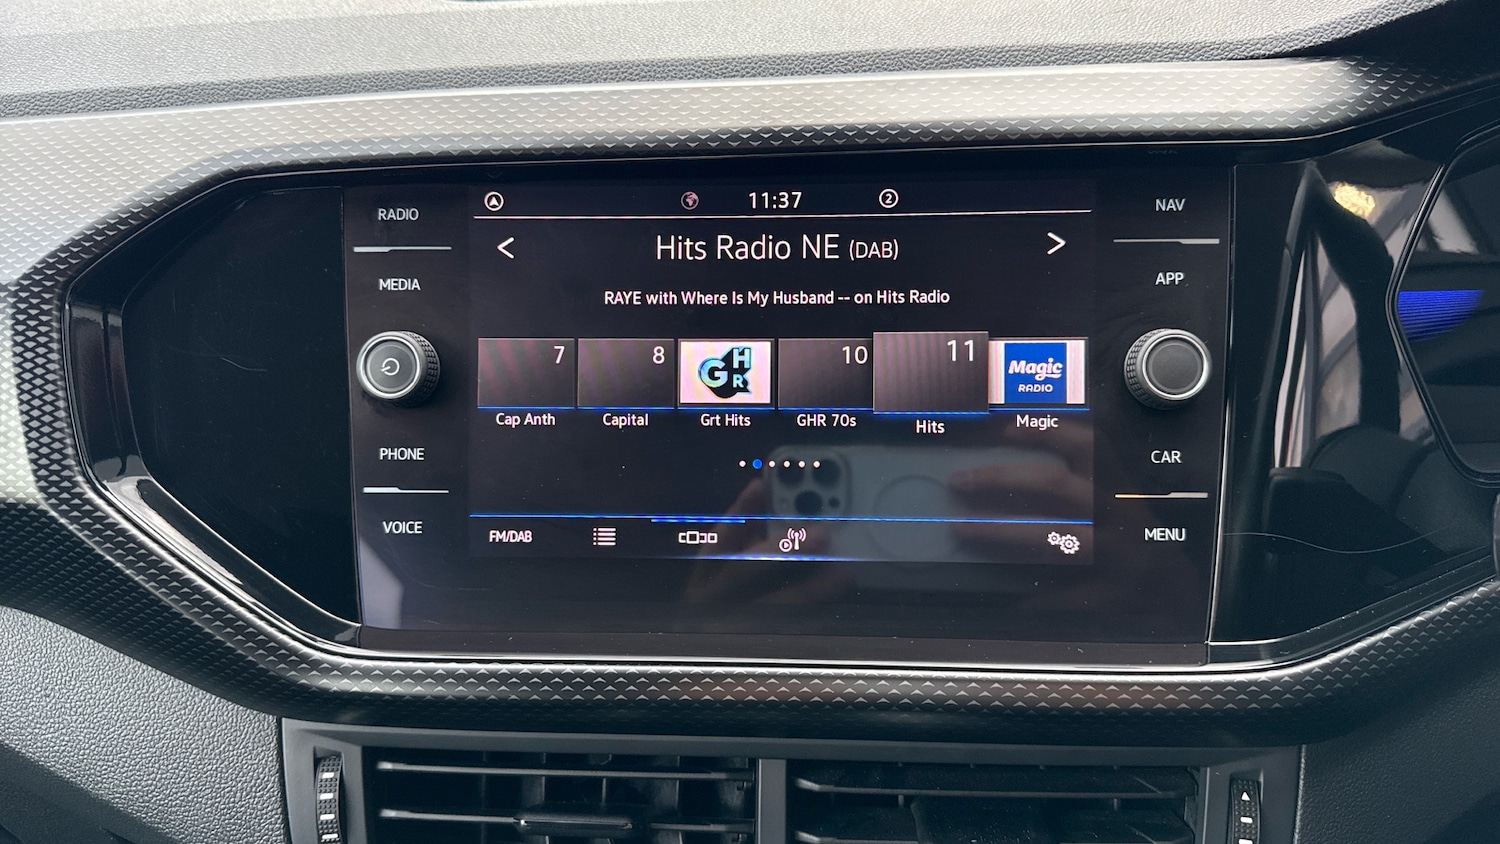 RADIO
MEDIA
PHONE
VOICE
11:37
2
Hits Radio NE (DAB)
RAYE with Where Is My Husband -- on Hits Radio
7
8
GHR
10
11
Magic
RADIO
Cap Anth
Capital
Grt Hits
GHR 70s
Hits
Magic
FM/DAB
NAV
APP
CAR
MENU